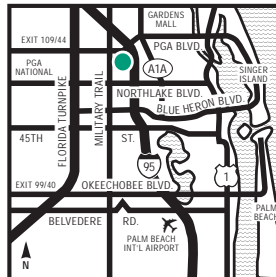 GARDENS
MALL
EXIT 109/44
PGA BLVD.
PGA
NATIONAL
A1A
SINGER
ISLAND
NORTHLAKE BLVD.
BLUE HERON BLVD.
FLORIDA TURNPIKE
MILITARY TRAIL
45TH ST.
95
1
EXIT 99/40
OKEECHOBEE BLVD.
PALM
BEACH
BELVEDERE RD.
PALM BEACH
INT'L AIRPORT
N